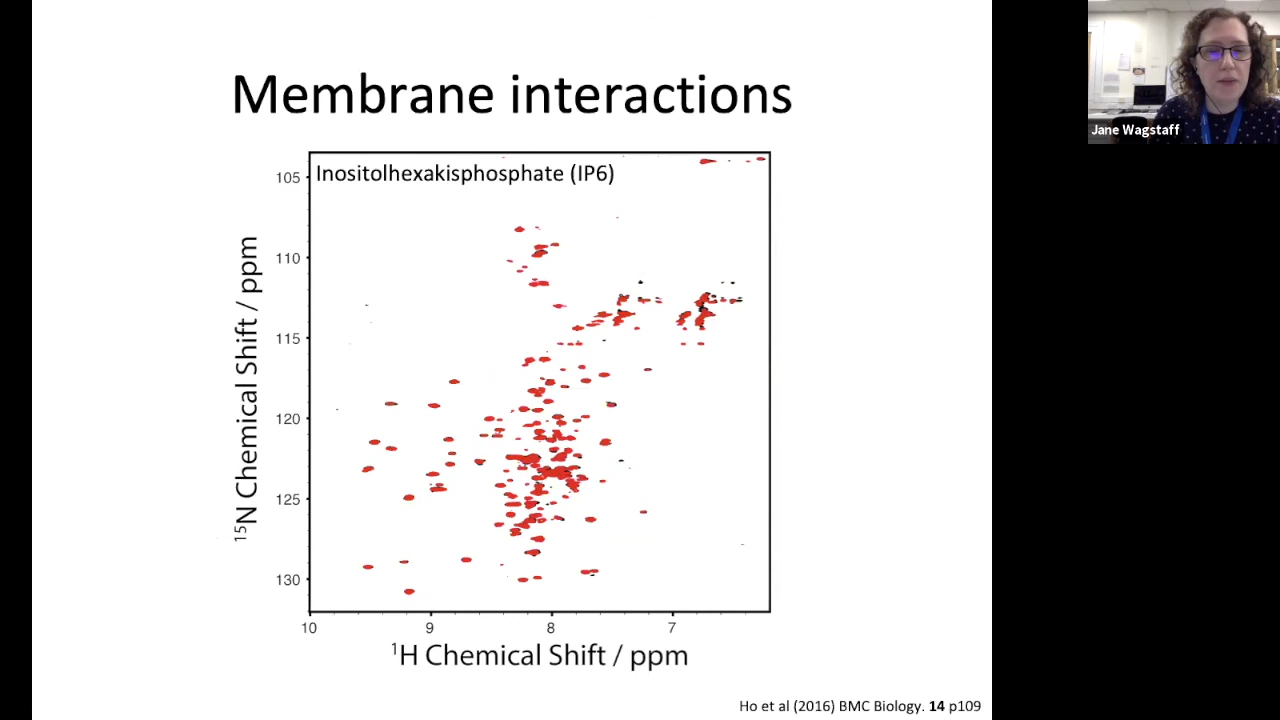 Membrane interactions
Inositolhexakisphosphate (IP6)
105
110
115
120
125
130
15N Chemical Shift / ppm
10 9 8 7
1H Chemical Shift / ppm
Ho et al (2016) BMC Biology. 14 p109
Jane Wagstaff